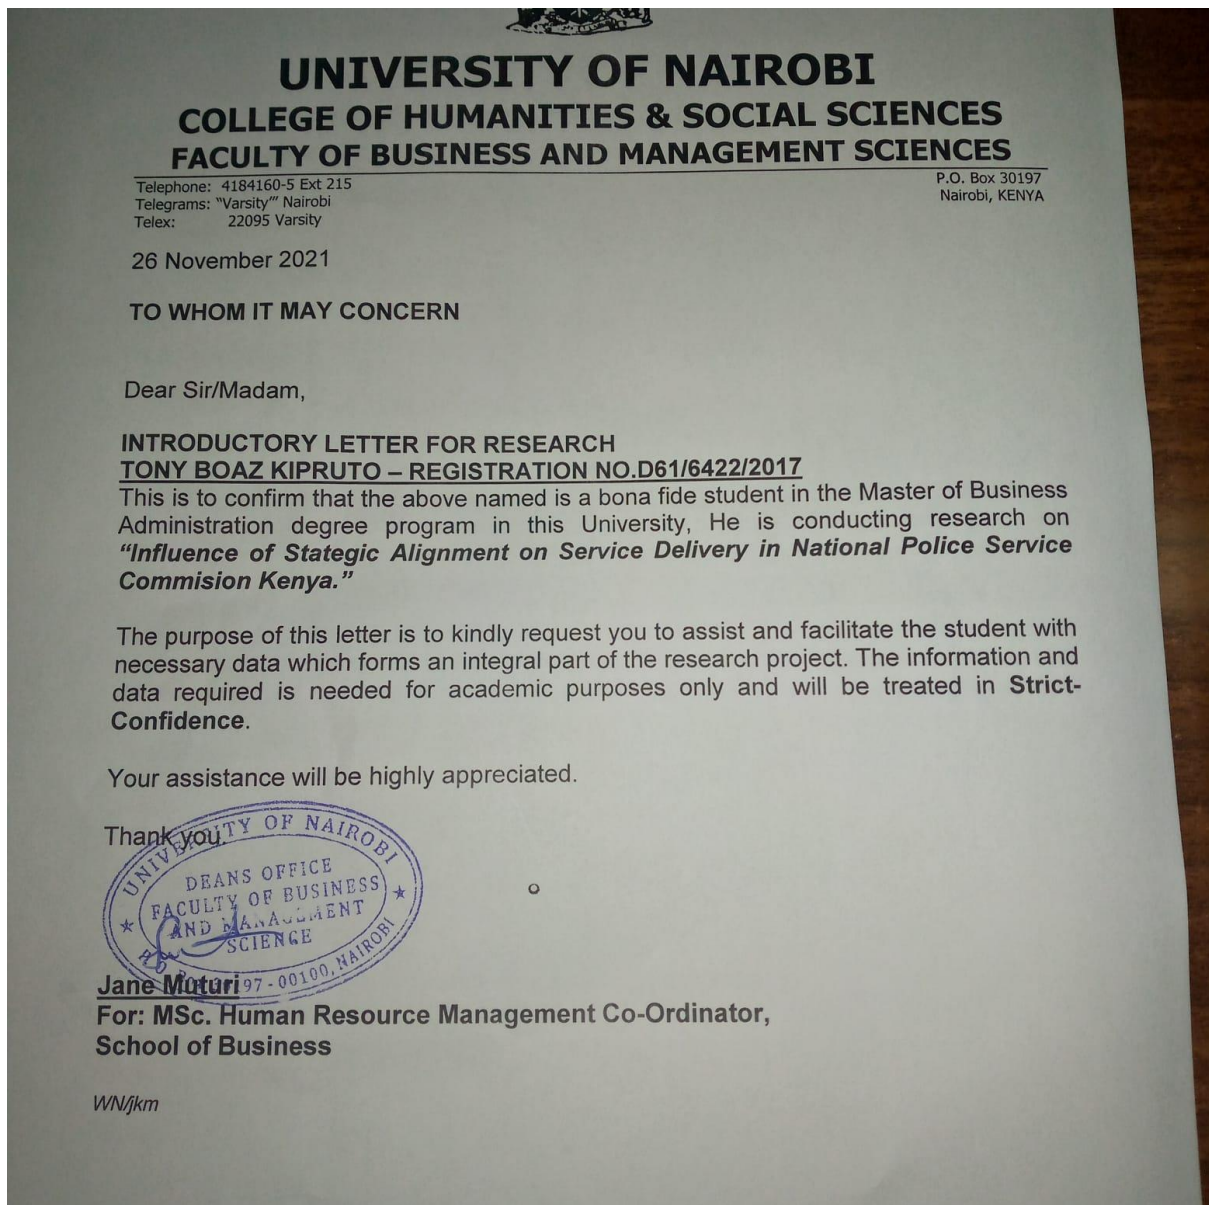 UNIVERSITY OF NAIROBI
COLLEGE OF HUMANITIES & SOCIAL SCIENCES
FACULTY OF BUSINESS AND MANAGEMENT SCIENCES
Telephone: 4184160-5 Ext 215
Telegrams: "Varsity'" Nairobi
Telex: 22095 Varsity
P.O. Box 30197
Nairobi, KENYA
26 November 2021
TO WHOM IT MAY CONCERN
Dear Sir/Madam,
INTRODUCTORY LETTER FOR RESEARCH
TONY BOAZ KIPRUTO – REGISTRATION NO.D61/6422/2017
This is to confirm that the above named is a bona fide student in the Master of Business
Administration degree program in this University, He is conducting research on
"Influence of Stategic Alignment on Service Delivery in National Police Service
Commision Kenya."
The purpose of this letter is to kindly request you to assist and facilitate the student with
necessary data which forms an integral part of the research project. The information and
data required is needed for academic purposes only and will be treated in Strict-
Confidence.
Your assistance will be highly appreciated.
Thank you.
UNIVERSITY OF NAIROBI
DEANS OFFICE
FACULTY OF BUSINESS
AND MANAGEMENT
SCIENCE
P. O. BOX 30197 - 00100, NAIROBI
Jane Muturi
For: MSc. Human Resource Management Co-Ordinator,
School of Business
WN/jkm